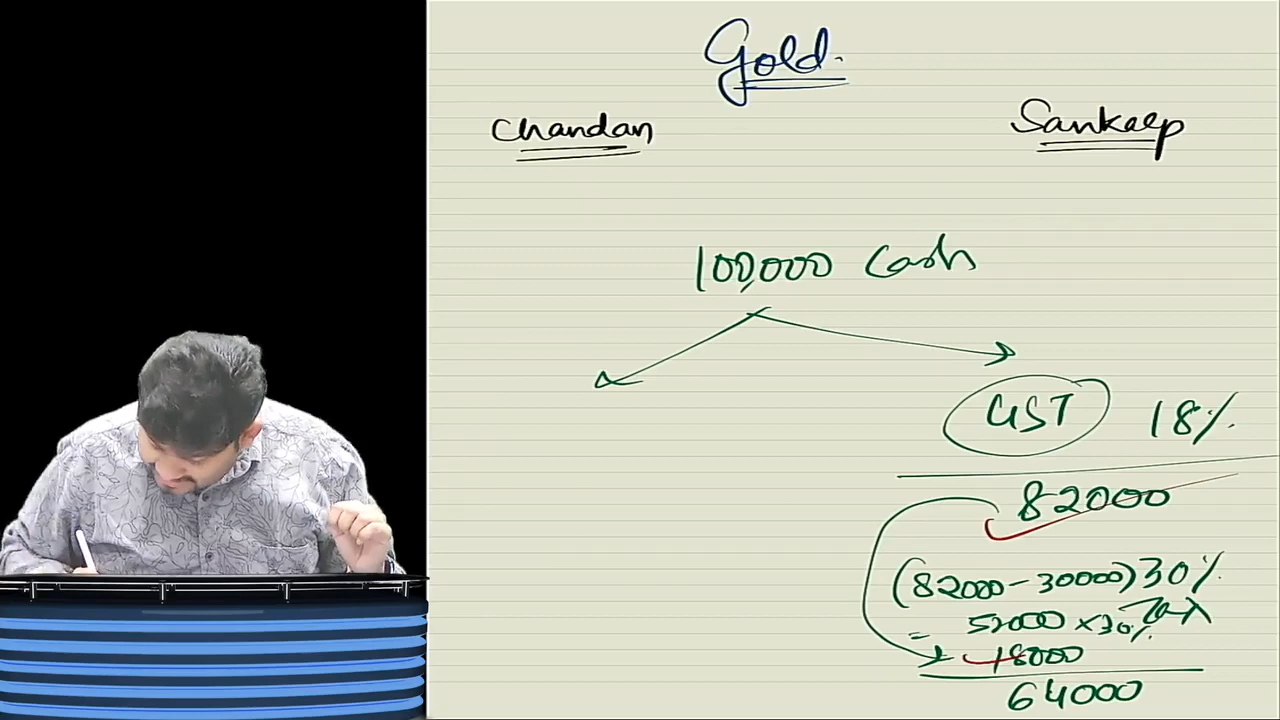 Gold.
Chandan
Sankalp
100,000 Cash
GST 18%.
82000
(82000-30000) 30%.
Tax
= 52000 x 30%.
18000
64000